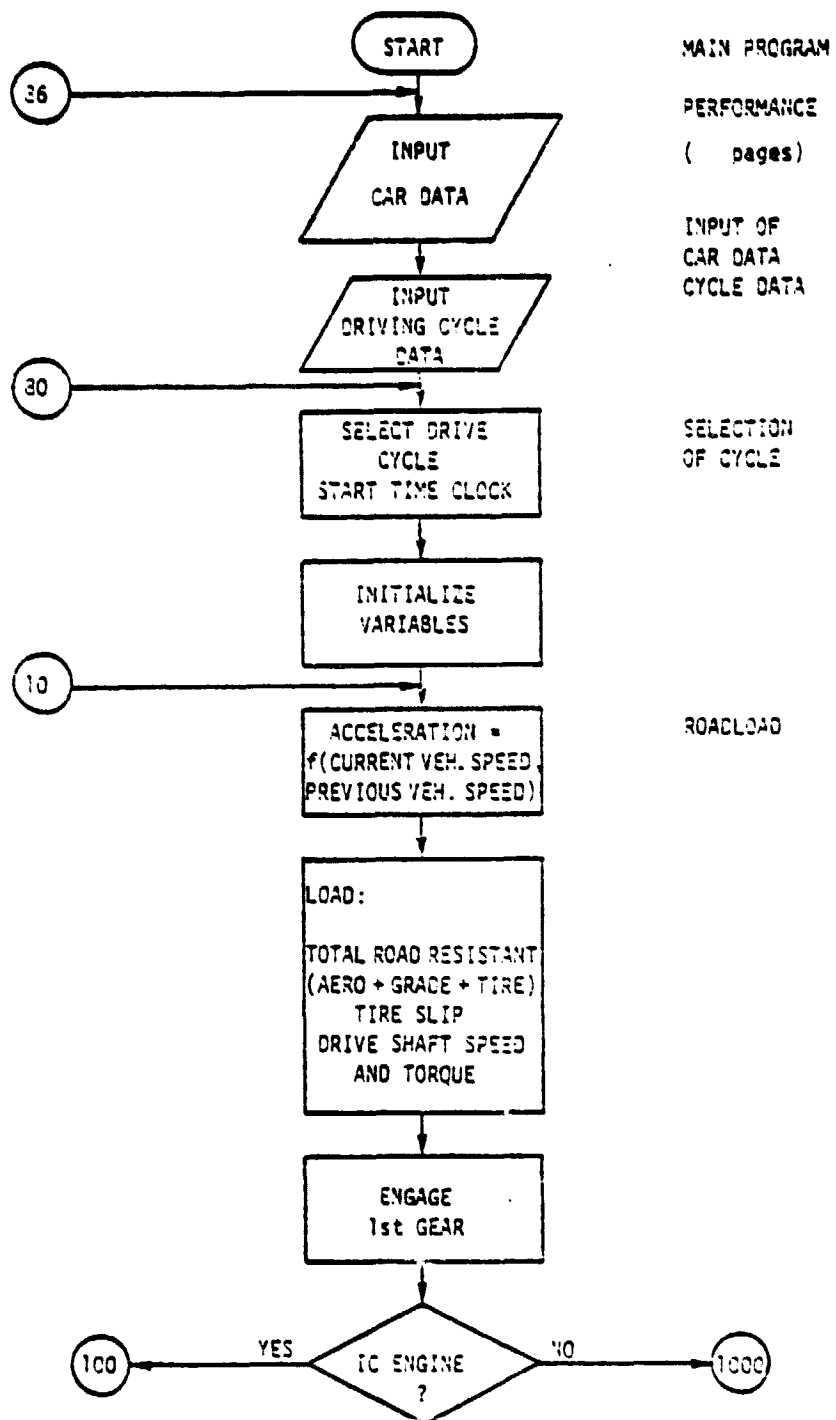 START
MAIN PROGRAM
36
PERFORMANCE
( pages)
INPUT
CAR DATA
INPUT OF
CAR DATA
CYCLE DATA
INPUT
DRIVING CYCLE
DATA
30
SELECT DRIVE
CYCLE
START TIME CLOCK
SELECTION
OF CYCLE
INITIALIZE
VARIABLES
10
ACCELERATION =
f(CURRENT VEH. SPEED,
PREVIOUS VEH. SPEED)
ROADLOAD
LOAD:
TOTAL ROAD RESISTANT
(AERO + GRADE + TIRE)
TIRE SLIP
DRIVE SHAFT SPEED
AND TORQUE
ENGAGE
1st GEAR
100
YES
IC ENGINE
?
NO
1000